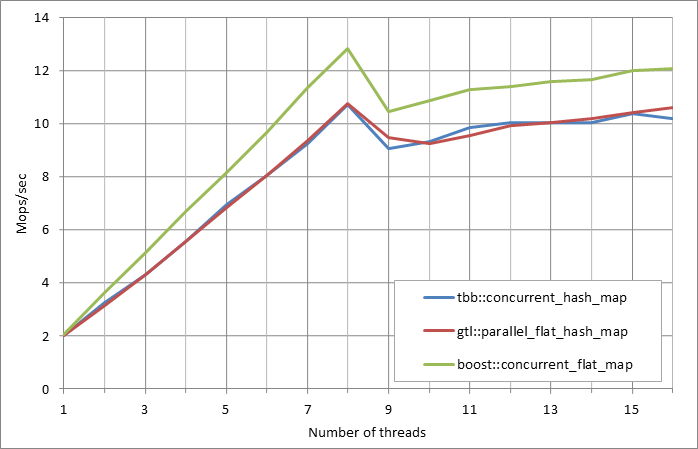 14
12
10
8
6
4
2
0
Mops/sec
tbb::concurrent_hash_map
gtl::parallel_flat_hash_map
boost::concurrent_flat_map
1 3 5 7 9 11 13 15
Number of threads